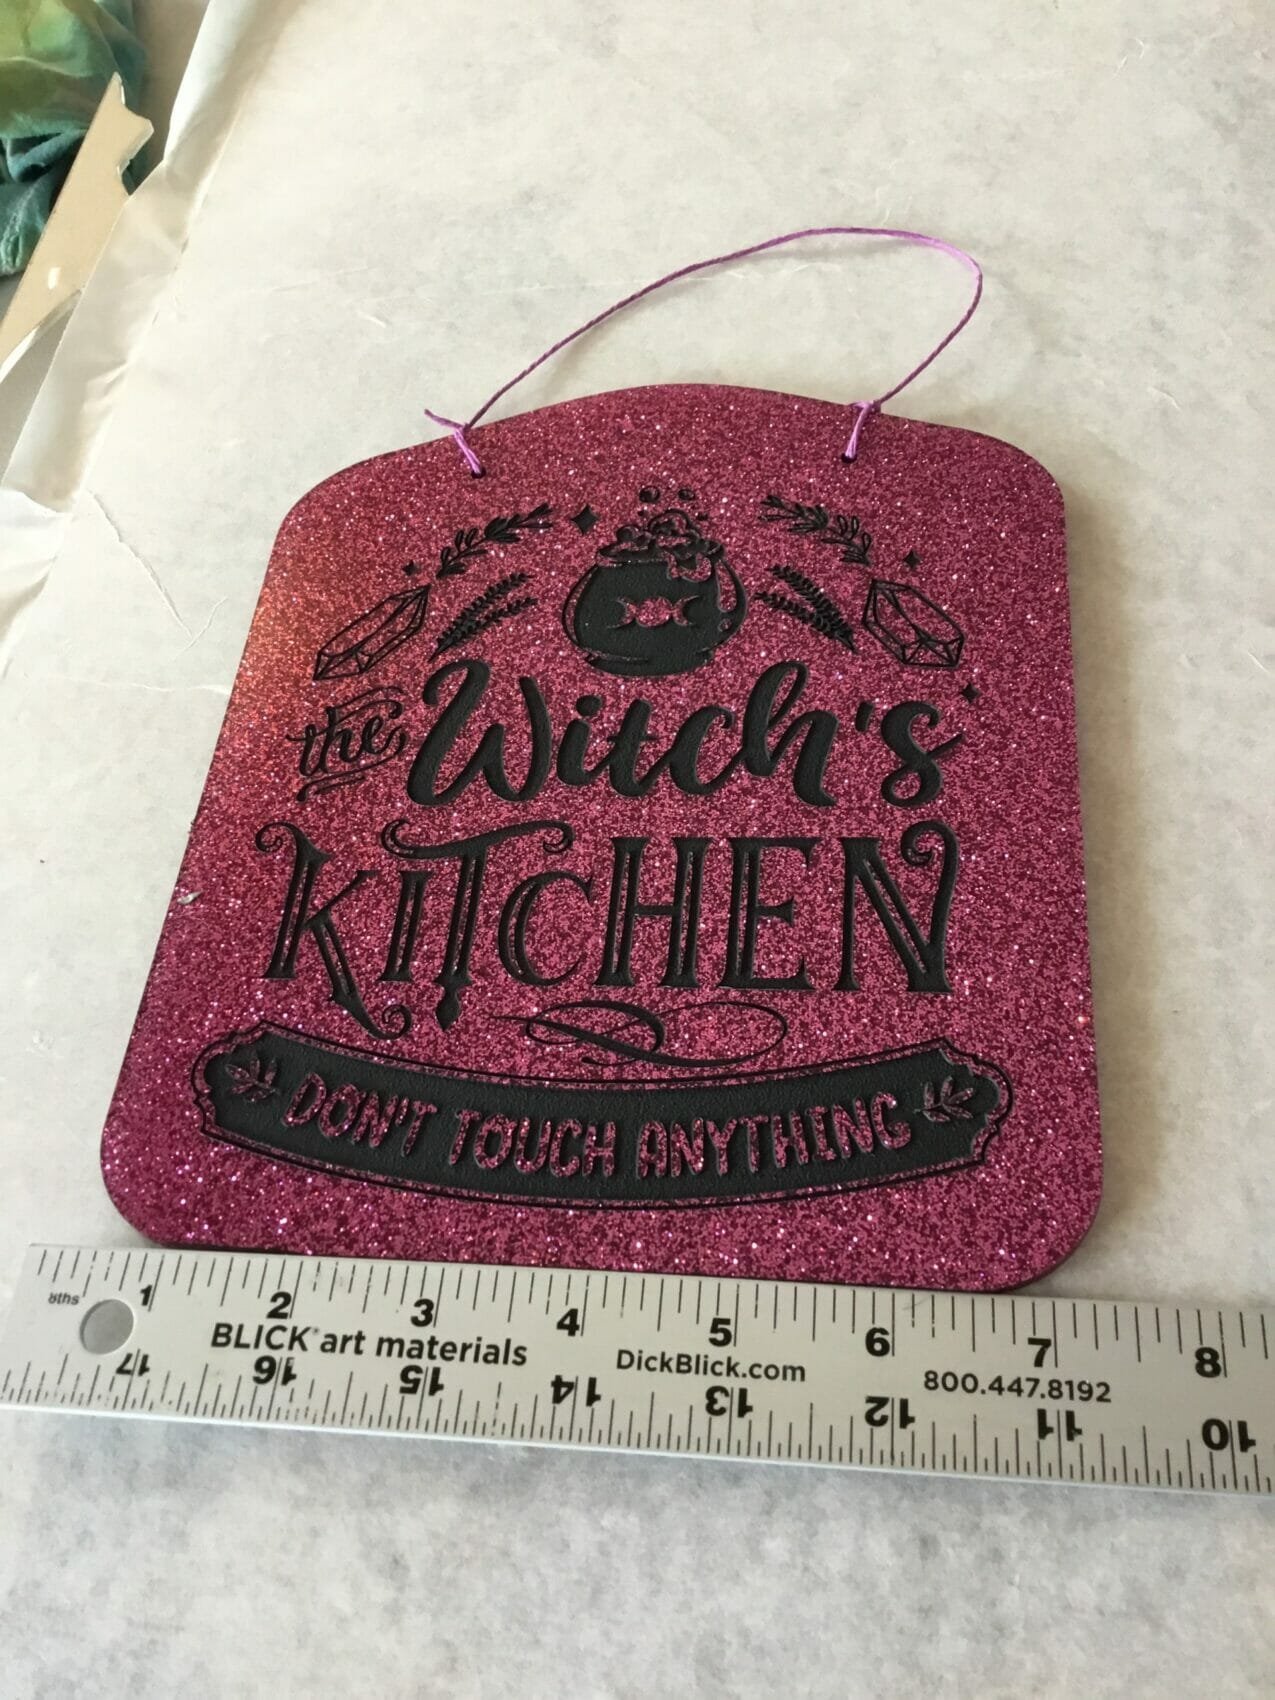 the Witch's
KITCHEN
DON'T TOUCH ANYTHING
8ths 1 2 3 4 5 6 7 8
BLICK art materials DickBlick.com 800.447.8192
17 16 15 14 13 12 11 10